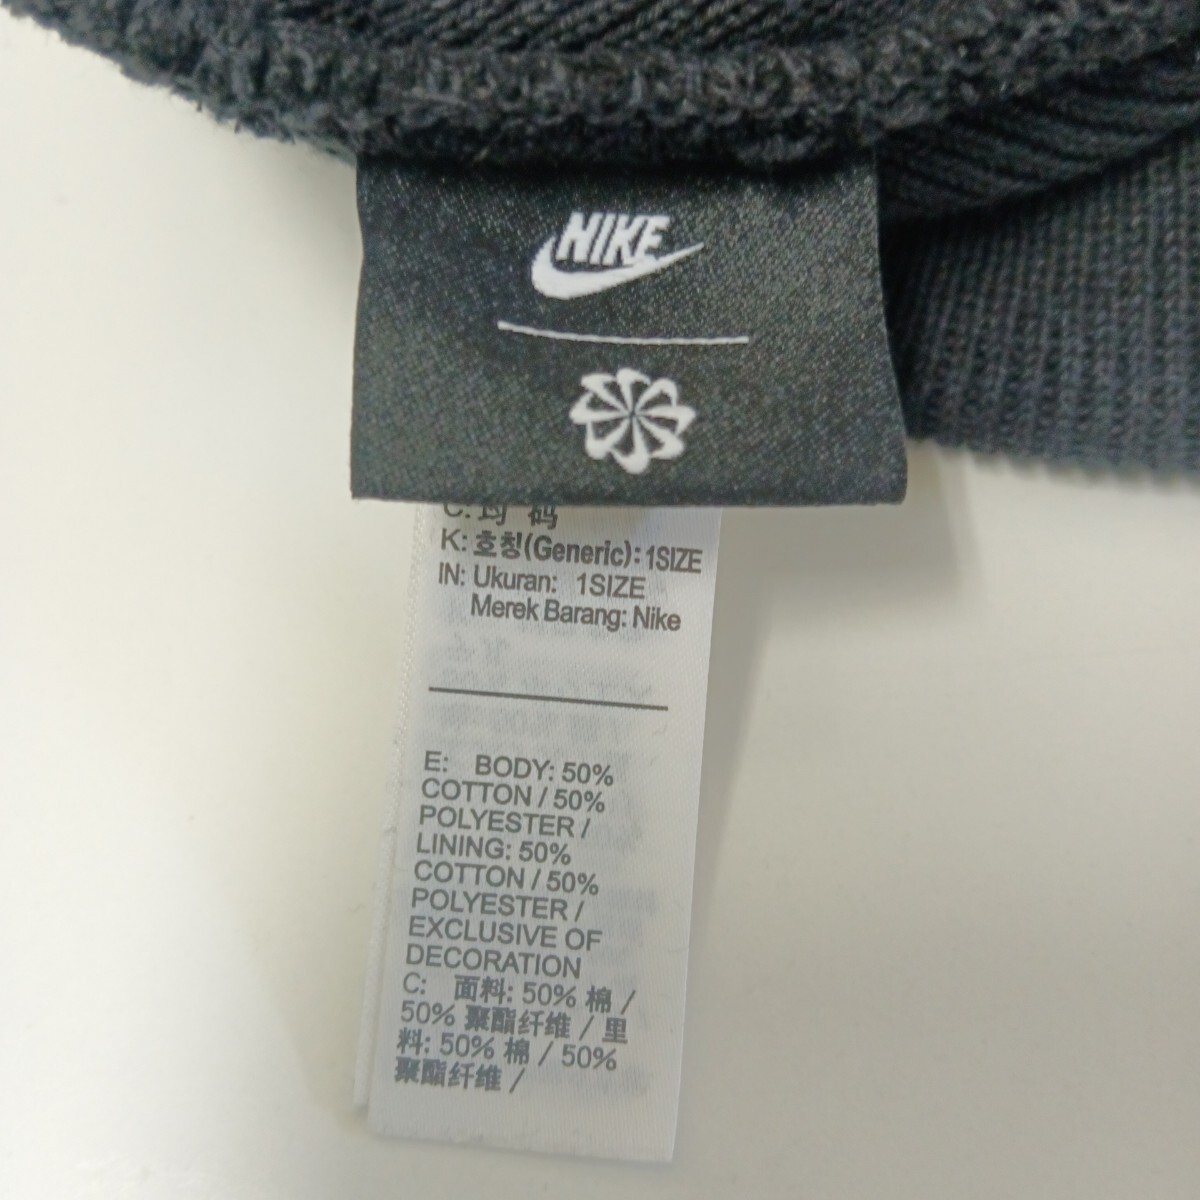 NIKE
C: 均 码
K: 호칭(Generic): 1SIZE
IN: Ukuran: 1SIZE
Merek Barang: Nike
E: BODY: 50%
COTTON / 50%
POLYESTER /
LINING: 50%
COTTON / 50%
POLYESTER /
EXCLUSIVE OF
DECORATION
C: 面料: 50% 棉 /
50% 聚酯纤维 / 里
料: 50% 棉 / 50%
聚酯纤维 /